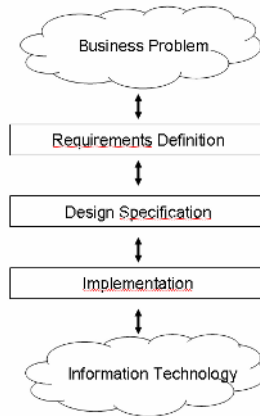 Business Problem
Requirements Definition
Design Specification
Implementation
Information Technology